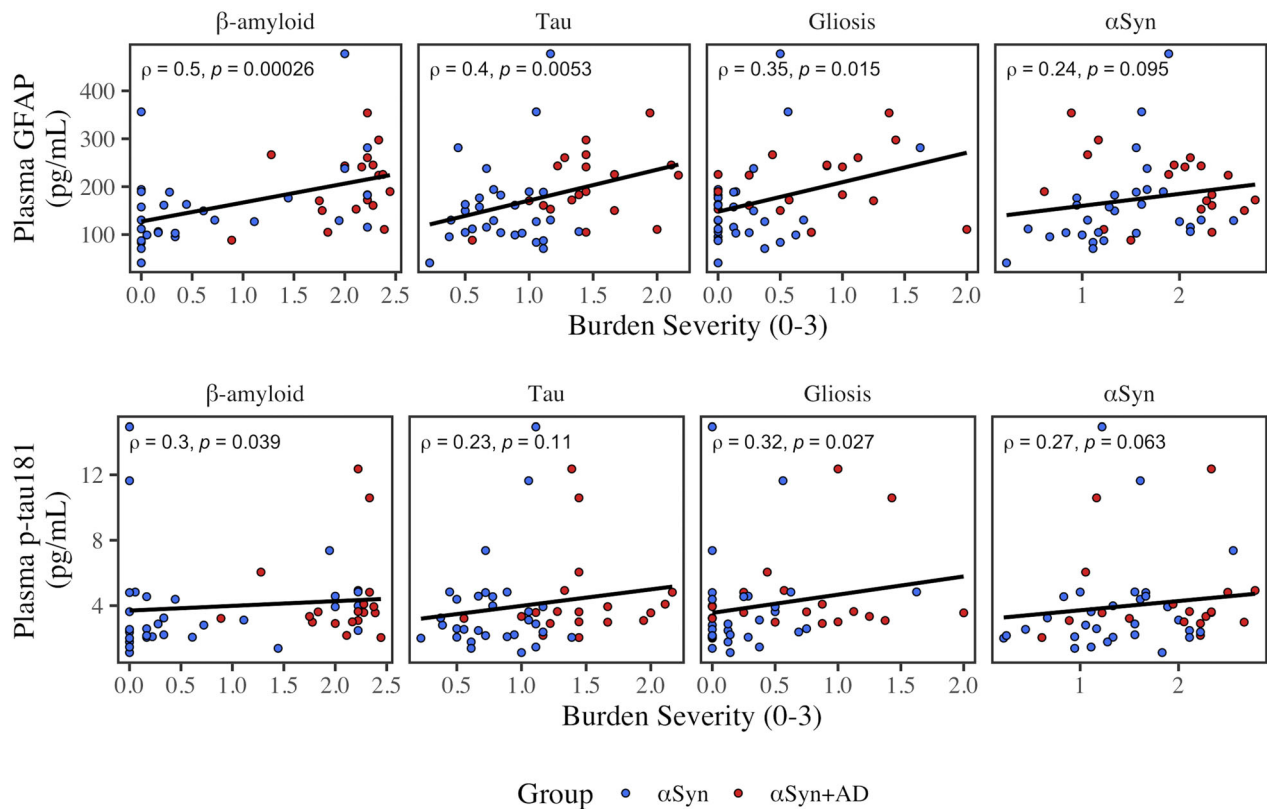 β-amyloid Tau Gliosis αSyn
Plasma GFAP
(pg/mL)
ρ = 0.5, p = 0.00026 ρ = 0.4, p = 0.0053 ρ = 0.35, p = 0.015 ρ = 0.24, p = 0.095
400
300
200
100
0.0 0.5 1.0 1.5 2.0 2.5 0.5 1.0 1.5 2.0 0.0 0.5 1.0 1.5 2.0 1 2
Burden Severity (0-3)
β-amyloid Tau Gliosis αSyn
Plasma p-tau181
(pg/mL)
ρ = 0.3, p = 0.039 ρ = 0.23, p = 0.11 ρ = 0.32, p = 0.027 ρ = 0.27, p = 0.063
12
8
4
0.0 0.5 1.0 1.5 2.0 2.5 0.5 1.0 1.5 2.0 0.0 0.5 1.0 1.5 2.0 1 2
Burden Severity (0-3)
Group αSyn αSyn+AD